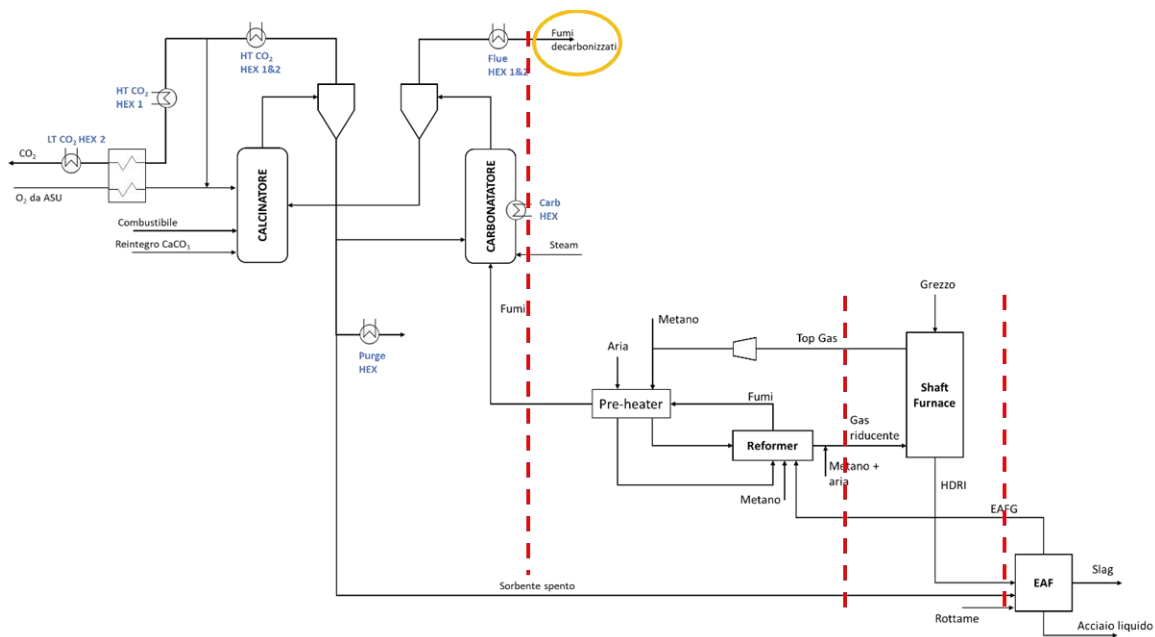 HT CO₂
HEX 1&2
Flue
HEX 1&2
Fumi
decarbonizzati
HT CO₂
HEX 1
LT CO₂ HEX 2
CO₂
O₂ da ASU
CALCINATORE
CARBONATATORE
Carb
HEX
Combustibile
Reintegro CaCO₃
Steam
Fumi
Purge
HEX
Grezzo
Metano
Aria
Top Gas
Shaft
Furnace
Pre-heater
Fumi
Gas
riducente
Reformer
Metano +
aria
Metano
HDRI
EAFG
EAF
Slag
Sorbente spento
Rottame
Acciaio liquido